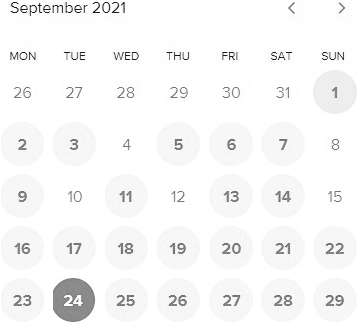 September 2021
MON TUE WED THU FRI SAT SUN
26 27 28 29 30 31 1
2 3 4 5 6 7 8
9 10 11 12 13 14 15
16 17 18 19 20 21 22
23 24 25 26 27 28 29